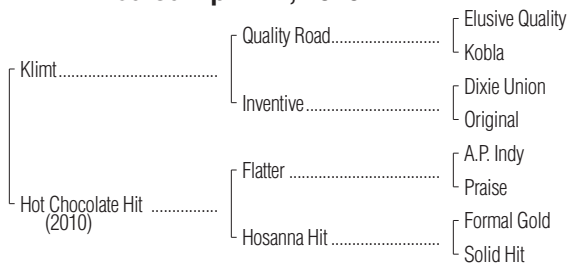 Elusive Quality
Quality Road
Kobla
Klimt
Dixie Union
Inventive
Original
A.P. Indy
Flatter
Praise
Hot Chocolate Hit
(2010)
Formal Gold
Hosanna Hit
Solid Hit